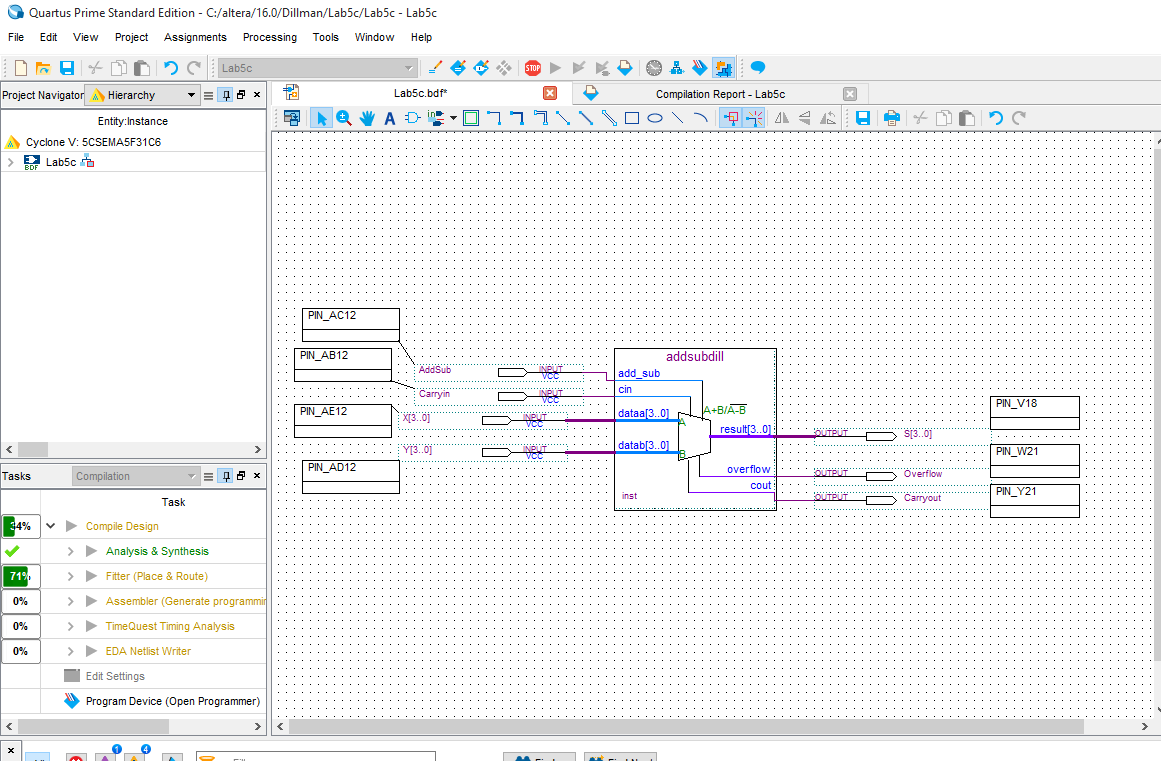 Quartus Prime Standard Edition - C:/altera/16.0/Dillman/Lab5c/Lab5c - Lab5c
File Edit View Project Assignments Processing Tools Window Help
Lab5c
STOP
Project Navigator Hierarchy
Lab5c.bdf*
Compilation Report - Lab5c
Entity:Instance
Cyclone V: 5CSEMA5F31C6
BDF Lab5c
PIN_AC12
PIN_AB12
PIN_AE12
PIN_AD12
AddSub INPUT VCC
Carryin INPUT VCC
X[3..0] INPUT VCC
Y[3..0] INPUT VCC
addsubdill
add_sub
cin
dataa[3..0]
datab[3..0]
A
B
A+B/A-B
result[3..0]
overflow
cout
inst
OUTPUT S[3..0]
OUTPUT Overflow
OUTPUT Carryout
PIN_V18
PIN_W21
PIN_Y21
Tasks Compilation
Task
34% Compile Design
Analysis & Synthesis
71% Fitter (Place & Route)
0% Assembler (Generate programmin
0% TimeQuest Timing Analysis
0% EDA Netlist Writer
Edit Settings
Program Device (Open Programmer)
1 4